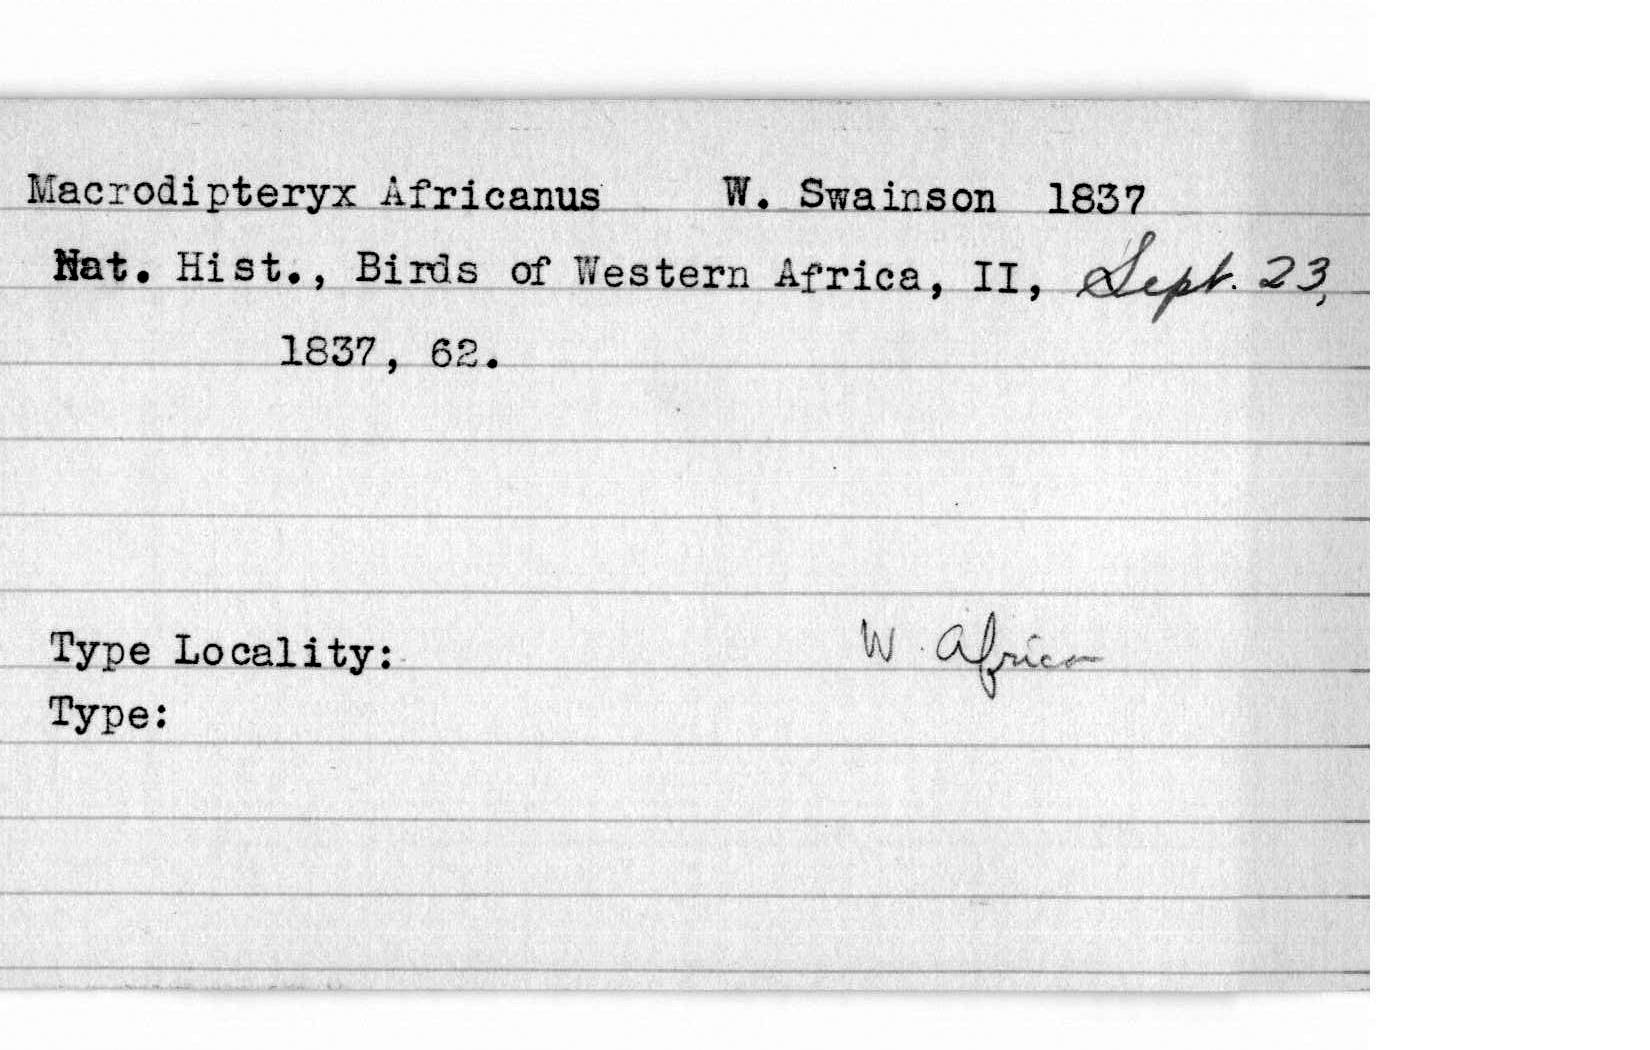 Macrodipteryx Africanus W. Swainson 1837
Nat. Hist., Birds of Western Africa, II, Sept. 23,
1837, 62.
Type Locality: W. Africa
Type: